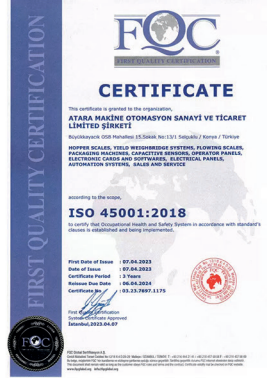 FQC
FIRST QUALITY CERTIFICATION
FIRST QUALITY CERTIFICATION
CERTIFICATE
This certificate is granted to the organization,
ATARA MAKİNE OTOMASYON SANAYİ VE TİCARET
LİMİTED ŞİRKETİ
Büyükkayacık OSB Mahallesi 15.Sokak No:13/1 Selçuklu / Konya / Türkiye
HOPPER SCALES, YIELD WEIGHBRIDGE SYSTEMS, FLOWING SCALES,
PACKAGING MACHINES, CAPACITIVE SENSORS, OPERATOR PANELS,
ELECTRONIC CARDS AND SOFTWARES, ELECTRICAL PANELS,
AUTOMATION SYSTEMS, SALES AND SERVICE
according to the scope,
ISO 45001:2018
to certify that Occupational Health and Safety System in accordance with standard's
clauses is established and being implemented.
First Date of Issue : 07.04.2023
Date of Issue : 07.04.2023
Certificate Period : 3 Years
Reissue Due Date : 06.04.2024
Certificate No : 03.23.7897.1175
First Quality Certification
System Certificate Approved
İstanbul,2023.04.07
FQC